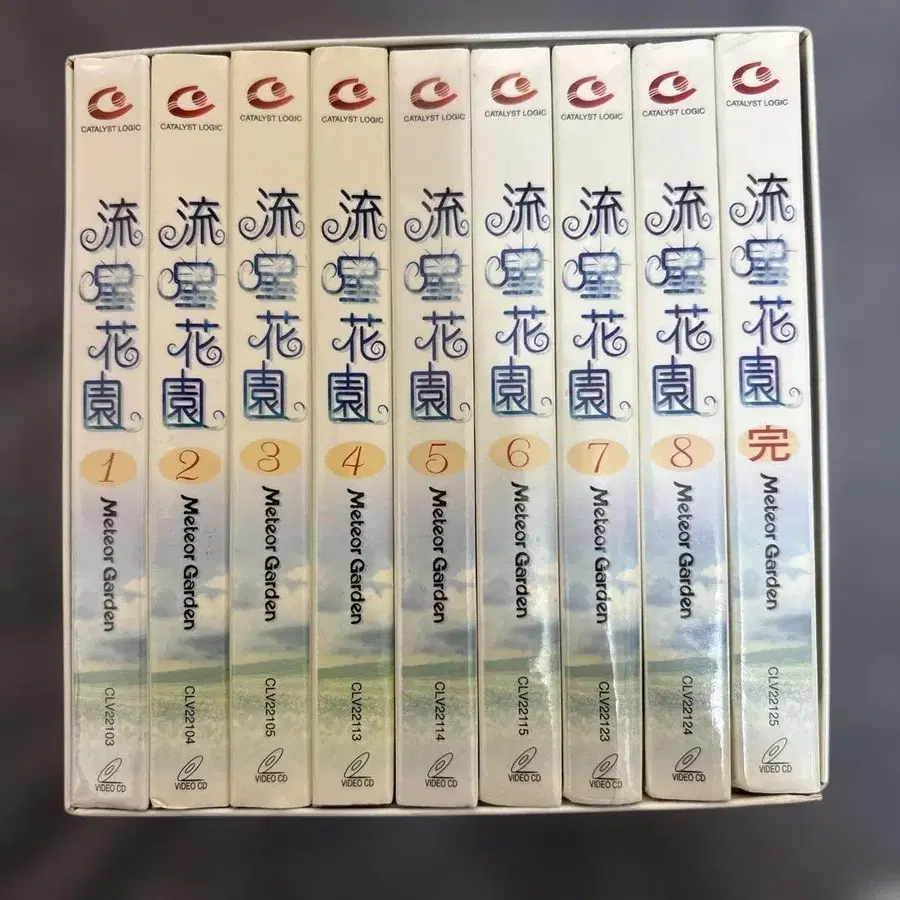 CATALYST LOGIC
流星花園
1
Meteor Garden
CLV22103
VIDEO CD
CATALYST LOGIC
流星花園
2
Meteor Garden
CLV22104
VIDEO CD
CATALYST LOGIC
流星花園
3
Meteor Garden
CLV22105
VIDEO CD
CATALYST LOGIC
流星花園
4
Meteor Garden
CLV22113
VIDEO CD
CATALYST LOGIC
流星花園
5
Meteor Garden
CLV22114
VIDEO CD
CATALYST LOGIC
流星花園
6
Meteor Garden
CLV22115
VIDEO CD
CATALYST LOGIC
流星花園
7
Meteor Garden
CLV22123
VIDEO CD
CATALYST LOGIC
流星花園
8
Meteor Garden
CLV22124
VIDEO CD
CATALYST LOGIC
流星花園
完
Meteor Garden
CLV22125
VIDEO CD